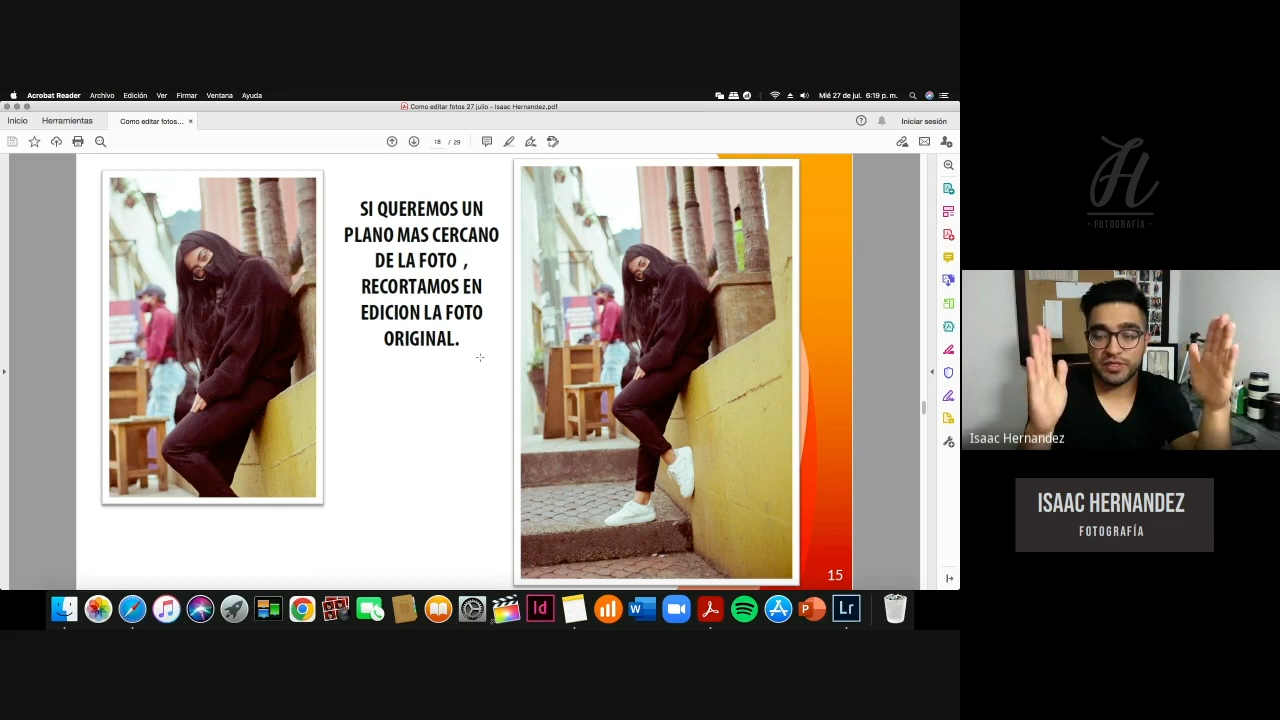 Acrobat Reader Archivo Edición Ver Firmar Ventana Ayuda
Mié 27 de jul. 6:19 p. m.
Como editar fotos 27 julio - Isaac Hernandez.pdf
Inicio Herramientas Como editar fotos... ×
Iniciar sesión
18 / 29
SI QUEREMOS UN
PLANO MAS CERCANO
DE LA FOTO ,
RECORTAMOS EN
EDICION LA FOTO
ORIGINAL.
15
H
• FOTOGRAFÍA •
Isaac Hernandez
ISAAC HERNANDEZ
FOTOGRAFÍA
Id
W
P
Lr